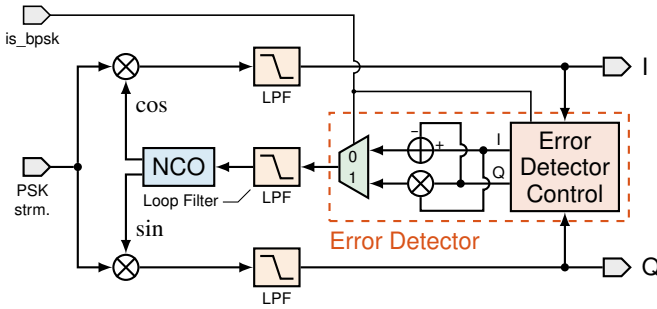 is_bpsk
I
LPF
cos
Error
Detector
Control
− +
I
Q
0
1
NCO
PSK
strm.
Loop Filter
LPF
sin
Error Detector
LPF
Q